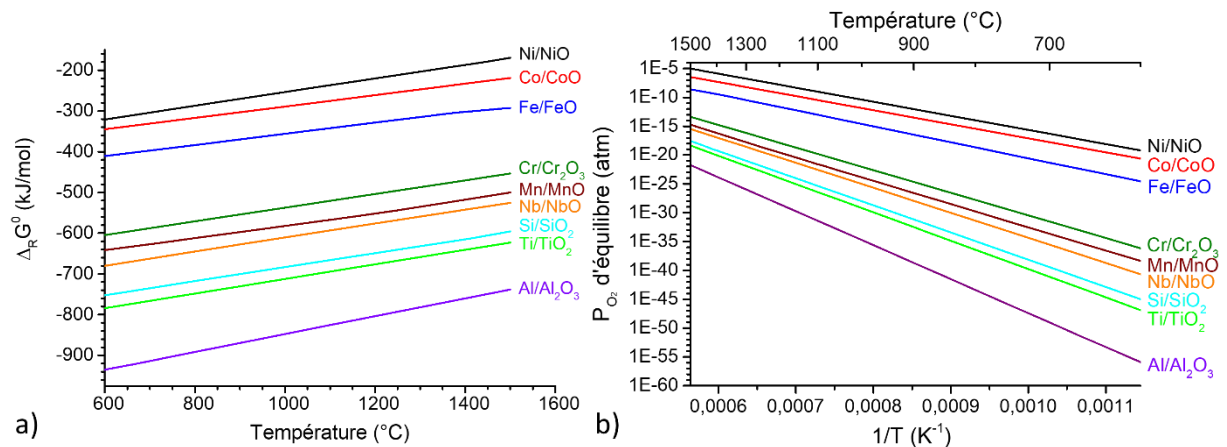 -200
-300
-400
-500
-600
-700
-800
-900
Δ_RG⁰ (kJ/mol)
Ni/NiO
Co/CoO
Fe/FeO
Cr/Cr₂O₃
Mn/MnO
Nb/NbO
Si/SiO₂
Ti/TiO₂
Al/Al₂O₃
600 800 1000 1200 1400 1600
Température (°C)
a)
Température (°C)
1500 1300 1100 900 700
1E-5
1E-10
1E-15
1E-20
1E-25
1E-30
1E-35
1E-40
1E-45
1E-50
1E-55
1E-60
P_O₂ d'équilibre (atm)
Ni/NiO
Co/CoO
Fe/FeO
Cr/Cr₂O₃
Mn/MnO
Nb/NbO
Si/SiO₂
Ti/TiO₂
Al/Al₂O₃
0,0006 0,0007 0,0008 0,0009 0,0010 0,0011
1/T (K⁻¹)
b)